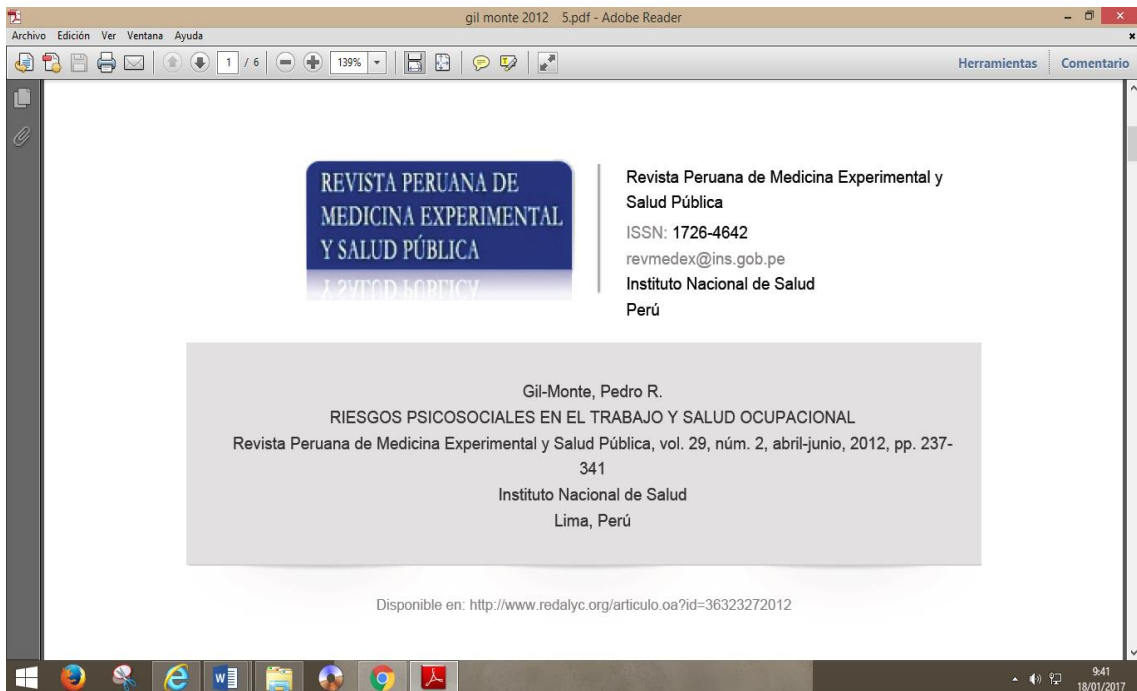 gil monte 2012 5.pdf - Adobe Reader
Archivo Edición Ver Ventana Ayuda
1 / 6 139% Herramientas Comentario
REVISTA PERUANA DE
MEDICINA EXPERIMENTAL
Y SALUD PÚBLICA
Revista Peruana de Medicina Experimental y
Salud Pública
ISSN: 1726-4642
revmedex@ins.gob.pe
Instituto Nacional de Salud
Perú
Gil-Monte, Pedro R.
RIESGOS PSICOSOCIALES EN EL TRABAJO Y SALUD OCUPACIONAL
Revista Peruana de Medicina Experimental y Salud Pública, vol. 29, núm. 2, abril-junio, 2012, pp. 237-
341
Instituto Nacional de Salud
Lima, Perú
Disponible en: http://www.redalyc.org/articulo.oa?id=36323272012
9:41
18/01/2017